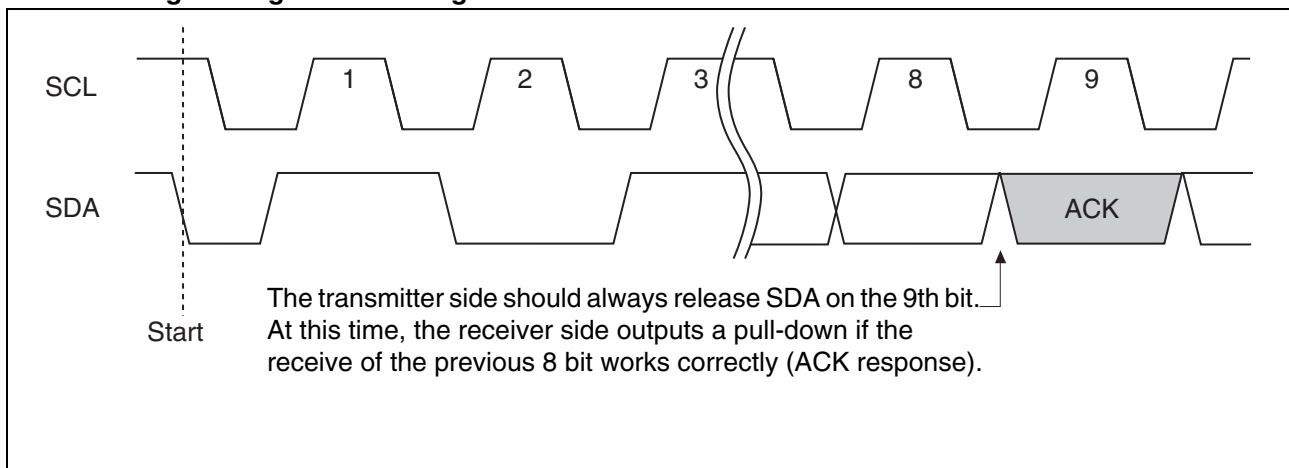 SCL
1
2
3
8
9
SDA
ACK
Start
The transmitter side should always release SDA on the 9th bit.
At this time, the receiver side outputs a pull-down if the
receive of the previous 8 bit works correctly (ACK response).